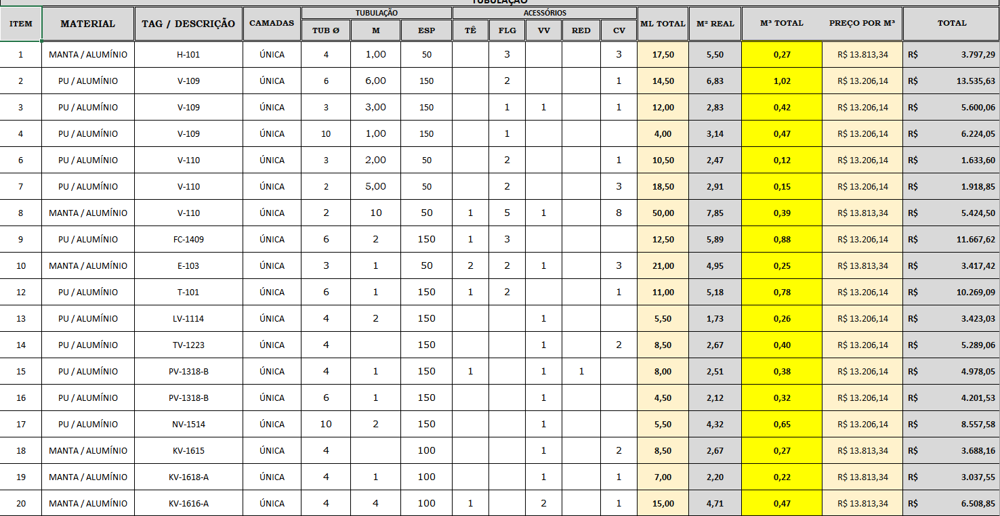 TUBULAÇÃO
ITEM MATERIAL TAG / DESCRIÇÃO CAMADAS TUBULAÇÃO ACESSÓRIOS ML TOTAL M² REAL M³ TOTAL PREÇO POR M³ TOTAL
TUB Ø M ESP TÊ FLG VV RED CV
1 MANTA / ALUMÍNIO H-101 ÚNICA 4 1,00 50 3 3 17,50 5,50 0,27 R$ 13.813,34 R$ 3.797,29
2 PU / ALUMÍNIO V-109 ÚNICA 6 6,00 150 2 1 14,50 6,83 1,02 R$ 13.206,14 R$ 13.535,63
3 PU / ALUMÍNIO V-109 ÚNICA 3 3,00 150 1 1 1 12,00 2,83 0,42 R$ 13.206,14 R$ 5.600,06
4 PU / ALUMÍNIO V-109 ÚNICA 10 1,00 150 1 4,00 3,14 0,47 R$ 13.206,14 R$ 6.224,05
6 PU / ALUMÍNIO V-110 ÚNICA 3 2,00 50 2 1 10,50 2,47 0,12 R$ 13.206,14 R$ 1.633,60
7 PU / ALUMÍNIO V-110 ÚNICA 2 5,00 50 2 3 18,50 2,91 0,15 R$ 13.206,14 R$ 1.918,85
8 MANTA / ALUMÍNIO V-110 ÚNICA 2 10 50 1 5 1 8 50,00 7,85 0,39 R$ 13.813,34 R$ 5.424,50
9 PU / ALUMÍNIO FC-1409 ÚNICA 6 2 150 1 3 12,50 5,89 0,88 R$ 13.206,14 R$ 11.667,62
10 MANTA / ALUMÍNIO E-103 ÚNICA 3 1 50 2 2 1 3 21,00 4,95 0,25 R$ 13.813,34 R$ 3.417,42
12 PU / ALUMÍNIO T-101 ÚNICA 6 1 150 1 2 1 11,00 5,18 0,78 R$ 13.206,14 R$ 10.269,09
13 PU / ALUMÍNIO LV-1114 ÚNICA 4 2 150 1 5,50 1,73 0,26 R$ 13.206,14 R$ 3.423,03
14 PU / ALUMÍNIO TV-1223 ÚNICA 4 150 1 2 8,50 2,67 0,40 R$ 13.206,14 R$ 5.289,06
15 PU / ALUMÍNIO PV-1318-B ÚNICA 4 1 150 1 1 1 8,00 2,51 0,38 R$ 13.206,14 R$ 4.978,05
16 PU / ALUMÍNIO PV-1318-B ÚNICA 6 1 150 1 4,50 2,12 0,32 R$ 13.206,14 R$ 4.201,53
17 PU / ALUMÍNIO NV-1514 ÚNICA 10 2 150 1 5,50 4,32 0,65 R$ 13.206,14 R$ 8.557,58
18 MANTA / ALUMÍNIO KV-1615 ÚNICA 4 100 1 2 8,50 2,67 0,27 R$ 13.813,34 R$ 3.688,16
19 MANTA / ALUMÍNIO KV-1618-A ÚNICA 4 1 100 1 1 7,00 2,20 0,22 R$ 13.813,34 R$ 3.037,55
20 MANTA / ALUMÍNIO KV-1616-A ÚNICA 4 4 100 1 2 1 15,00 4,71 0,47 R$ 13.813,34 R$ 6.508,85